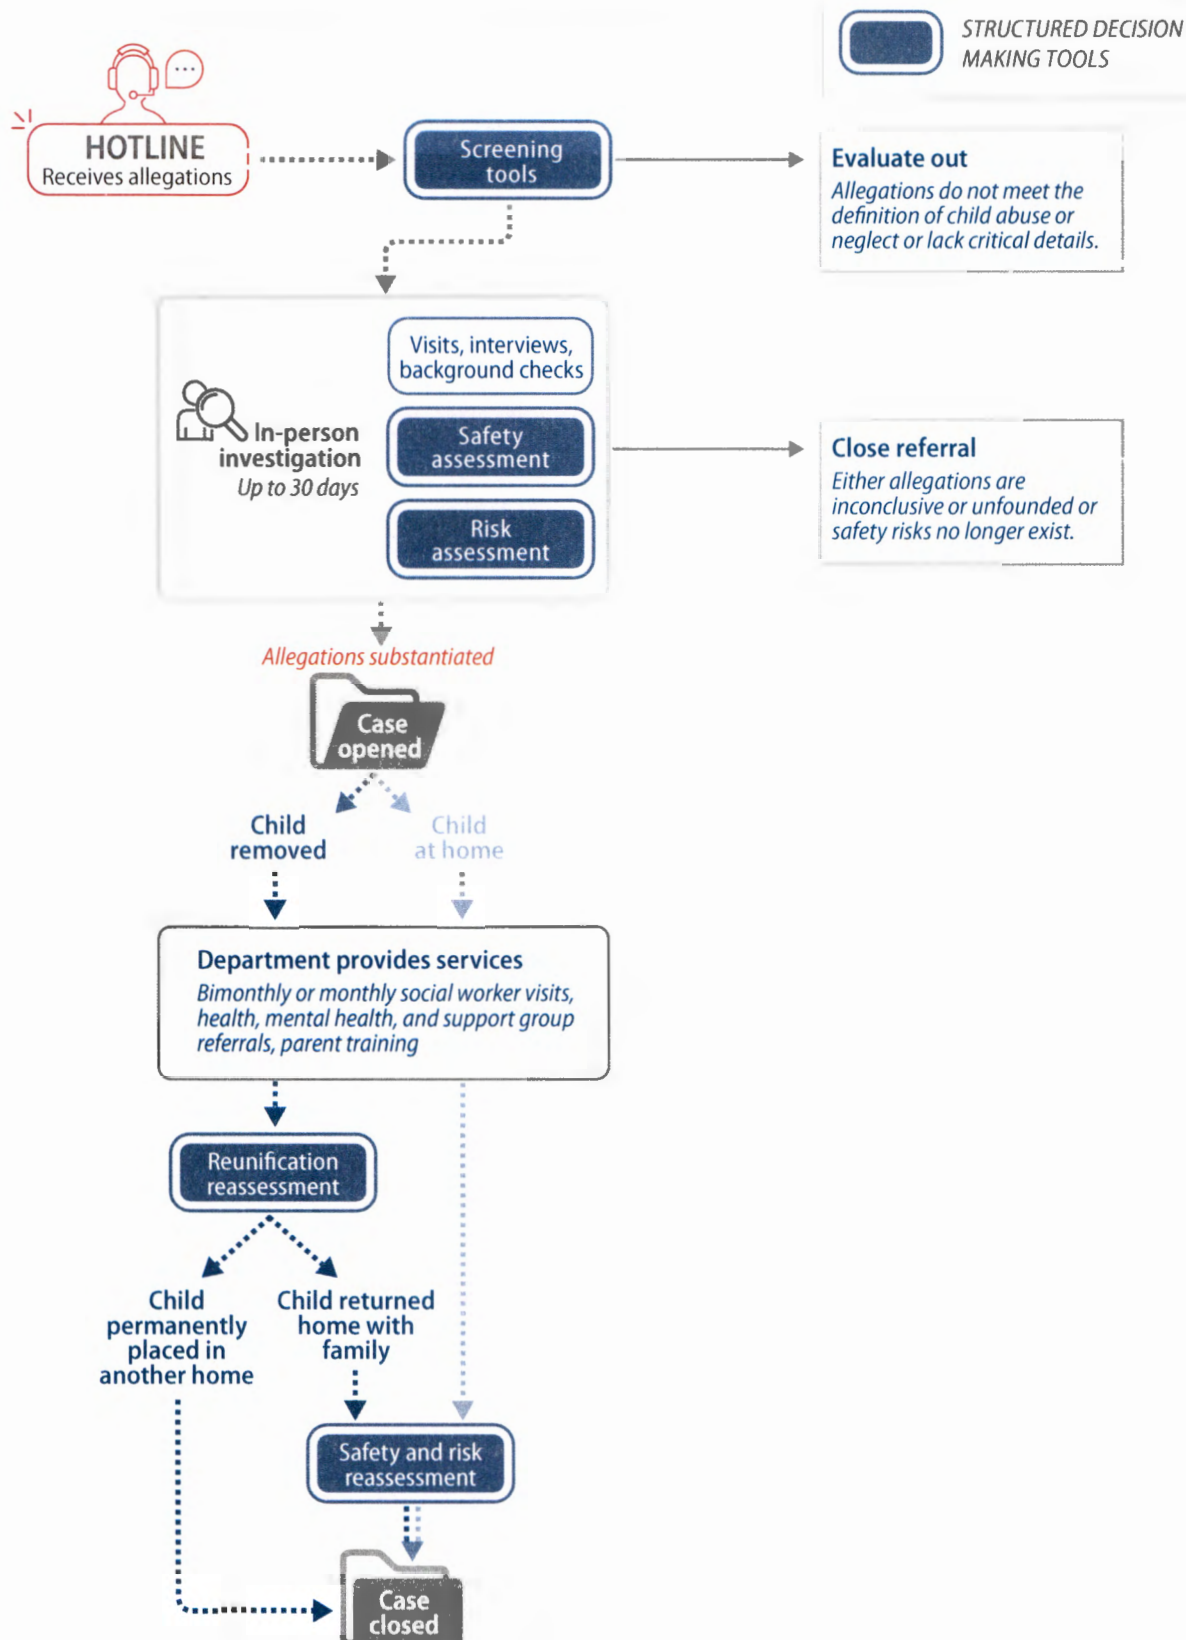 STRUCTURED DECISION
MAKING TOOLS
HOTLINE
Receives allegations
Screening
tools
Evaluate out
Allegations do not meet the
definition of child abuse or
neglect or lack critical details.
Visits, interviews,
background checks
In-person
investigation
Up to 30 days
Safety
assessment
Risk
assessment
Close referral
Either allegations are
inconclusive or unfounded or
safety risks no longer exist.
Allegations substantiated
Case
opened
Child
removed
Child
at home
Department provides services
Bimonthly or monthly social worker visits,
health, mental health, and support group
referrals, parent training
Reunification
reassessment
Child
permanently
placed in
another home
Child returned
home with
family
Safety and risk
reassessment
Case
closed